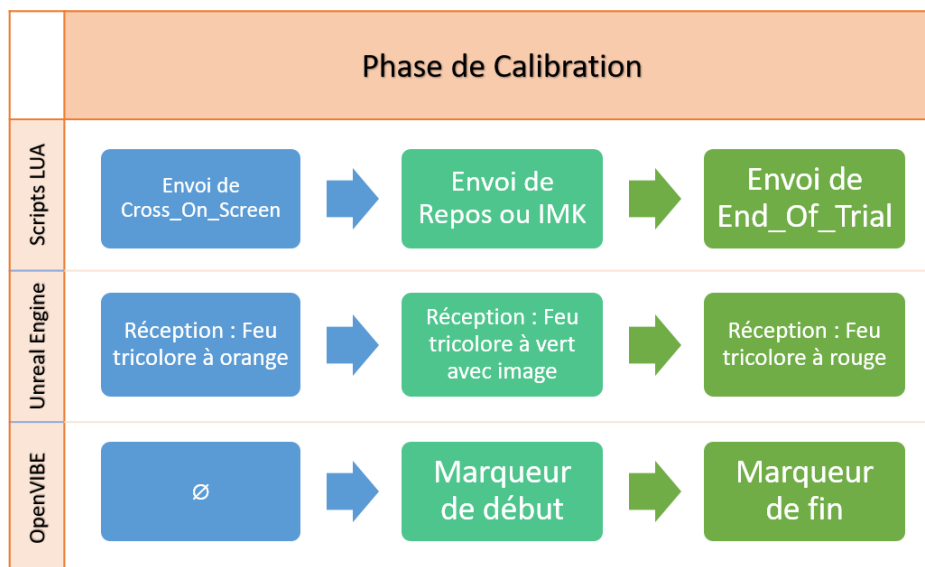 Phase de Calibration
Scripts LUA
Envoi de
Cross_On_Screen
Envoi de
Repos ou IMK
Envoi de
End_Of_Trial
Unreal Engine
Réception : Feu
tricolore à orange
Réception : Feu
tricolore à vert
avec image
Réception : Feu
tricolore à rouge
OpenVIBE
∅
Marqueur
de début
Marqueur
de fin